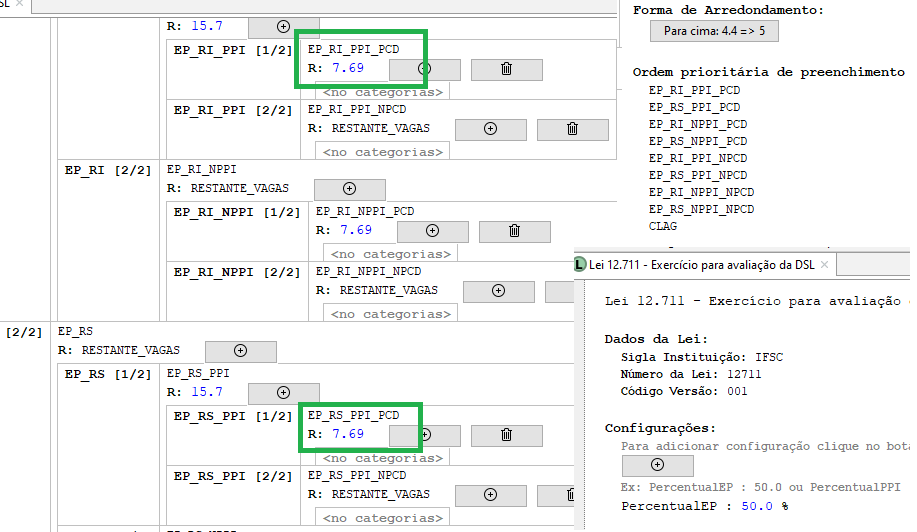 SL ×
R: 15.7
EP_RI_PPI [1/2]
EP_RI_PPI_PCD
R: 7.69
<no categorias>
EP_RI_PPI [2/2]
EP_RI_PPI_NPCD
R: RESTANTE_VAGAS
<no categorias>
EP_RI [2/2]
EP_RI_NPPI
R: RESTANTE_VAGAS
EP_RI_NPPI [1/2]
EP_RI_NPPI_PCD
R: 7.69
<no categorias>
EP_RI_NPPI [2/2]
EP_RI_NPPI_NPCD
R: RESTANTE_VAGAS
<no categorias>
[2/2]
EP_RS
R: RESTANTE_VAGAS
EP_RS [1/2]
EP_RS_PPI
R: 15.7
EP_RS_PPI [1/2]
EP_RS_PPI_PCD
R: 7.69
<no categorias>
EP_RS_PPI [2/2]
EP_RS_PPI_NPCD
R: RESTANTE_VAGAS
<no categorias>
Forma de Arredondamento:
Para cima: 4.4 => 5
Ordem prioritária de preenchimento
EP_RI_PPI_PCD
EP_RS_PPI_PCD
EP_RI_NPPI_PCD
EP_RS_NPPI_PCD
EP_RI_PPI_NPCD
EP_RS_PPI_NPCD
EP_RI_NPPI_NPCD
EP_RS_NPPI_NPCD
CLAG
L Lei 12.711 - Exercício para avaliação da DSL ×
Lei 12.711 - Exercício para avaliação
Dados da Lei:
Sigla Instituição: IFSC
Número da Lei: 12711
Código Versão: 001
Configurações:
Para adicionar configuração clique no bota
Ex: PercentualEP : 50.0 ou PercentualPPI
PercentualEP : 50.0 %